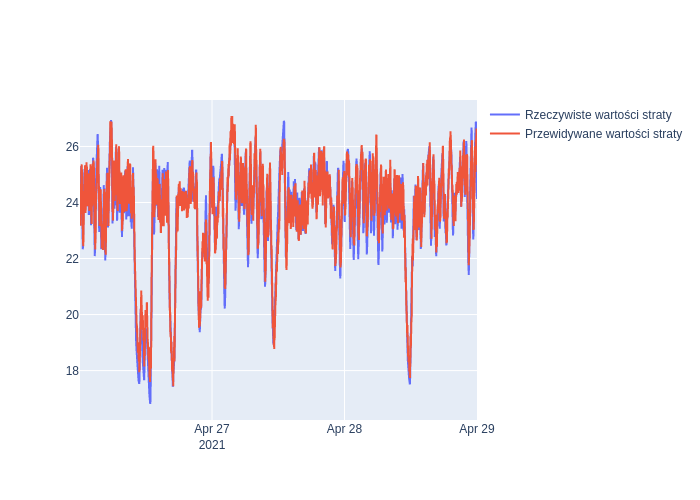 Rzeczywiste wartości straty
Przewidywane wartości straty
26
24
22
20
18
Apr 27
2021
Apr 28
Apr 29